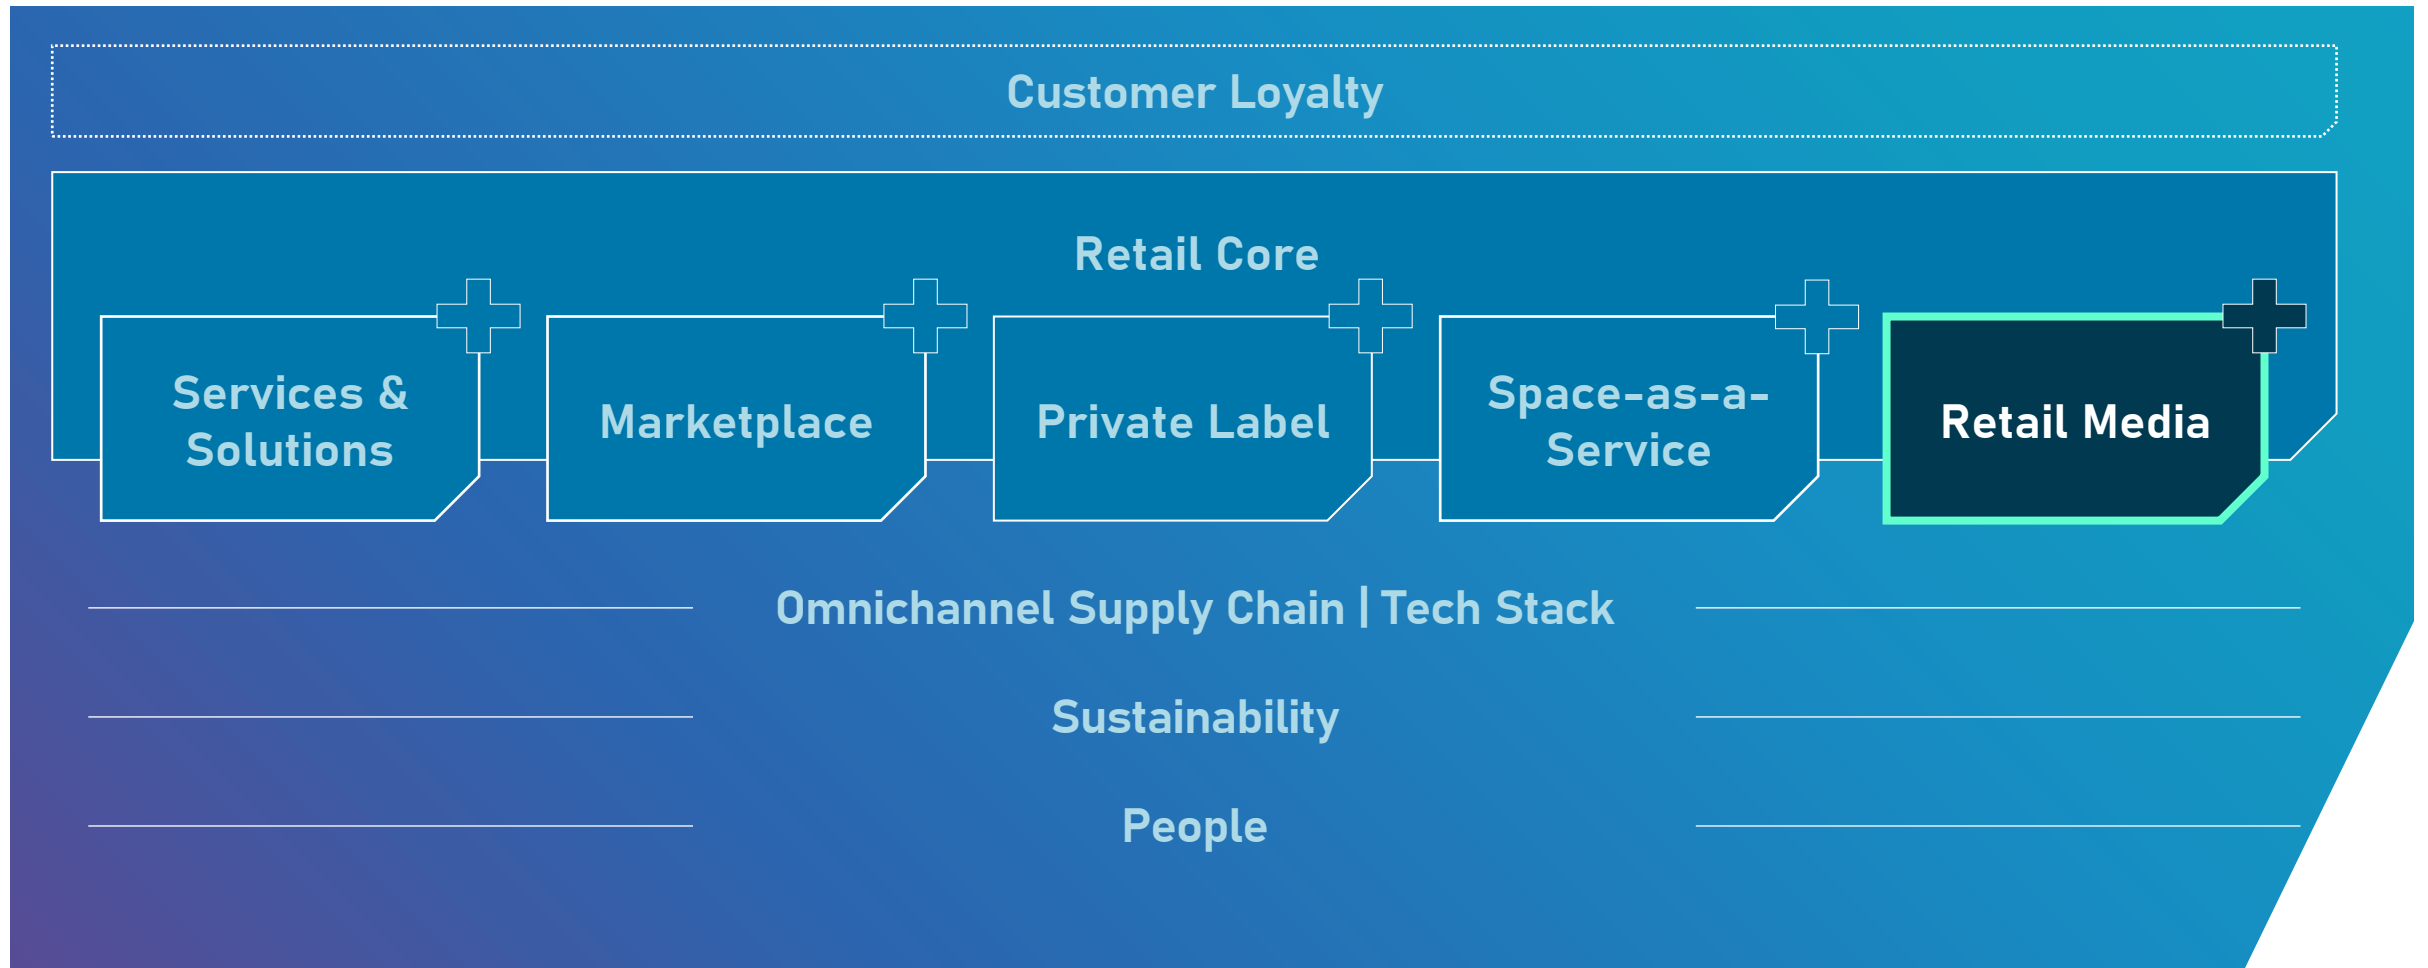 Customer Loyalty
Retail Core
Services &
Solutions
Marketplace
Private Label
Space-as-a-
Service
Retail Media
Omnichannel Supply Chain | Tech Stack
Sustainability
People